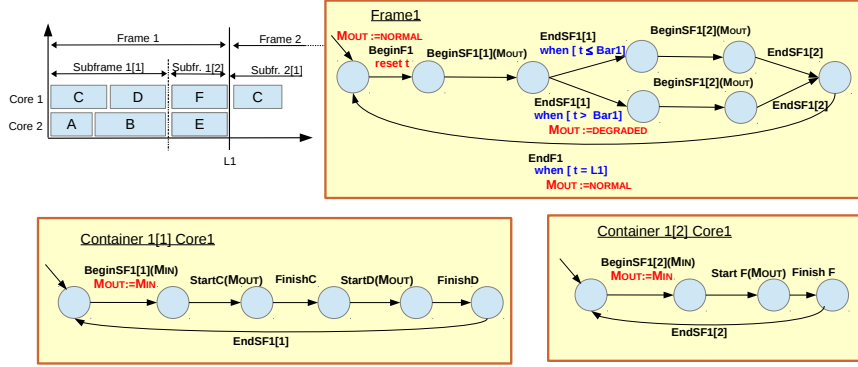 Frame 1
Frame 2
Subframe 1[1]
Subfr. 1[2]
Subfr. 2[1]
Core 1
C
D
F
C
Core 2
A
B
E
L1
Frame1
MOUT :=NORMAL
BeginF1
reset t
BeginSF1[1](MOUT)
EndSF1[1]
when [ t ≤ Bar1]
BeginSF1[2](MOUT)
EndSF1[2]
BeginSF1[2](MOUT)
EndSF1[1]
when [ t > Bar1]
MOUT :=DEGRADED
EndSF1[2]
EndF1
when [ t = L1]
MOUT :=NORMAL
Container 1[1] Core1
BeginSF1[1](MIN)
MOUT:=MIN
StartC(MOUT)
FinishC
StartD(MOUT)
FinishD
EndSF1[1]
Container 1[2] Core1
BeginSF1[2](MIN)
MOUT:=MIN
Start F(MOUT)
Finish F
EndSF1[2]